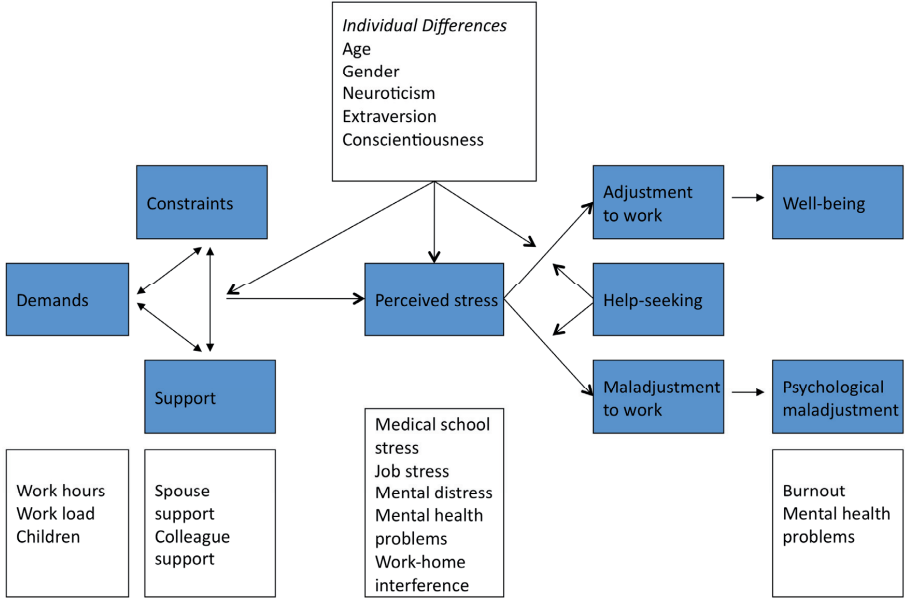 Individual Differences
Age
Gender
Neuroticism
Extraversion
Conscientiousness
Constraints
Adjustment
to work
Well-being
Demands
Perceived stress
Help-seeking
Support
Maladjustment
to work
Psychological
maladjustment
Work hours
Work load
Children
Spouse
support
Colleague
support
Medical school
stress
Job stress
Mental distress
Mental health
problems
Work-home
interference
Burnout
Mental health
problems